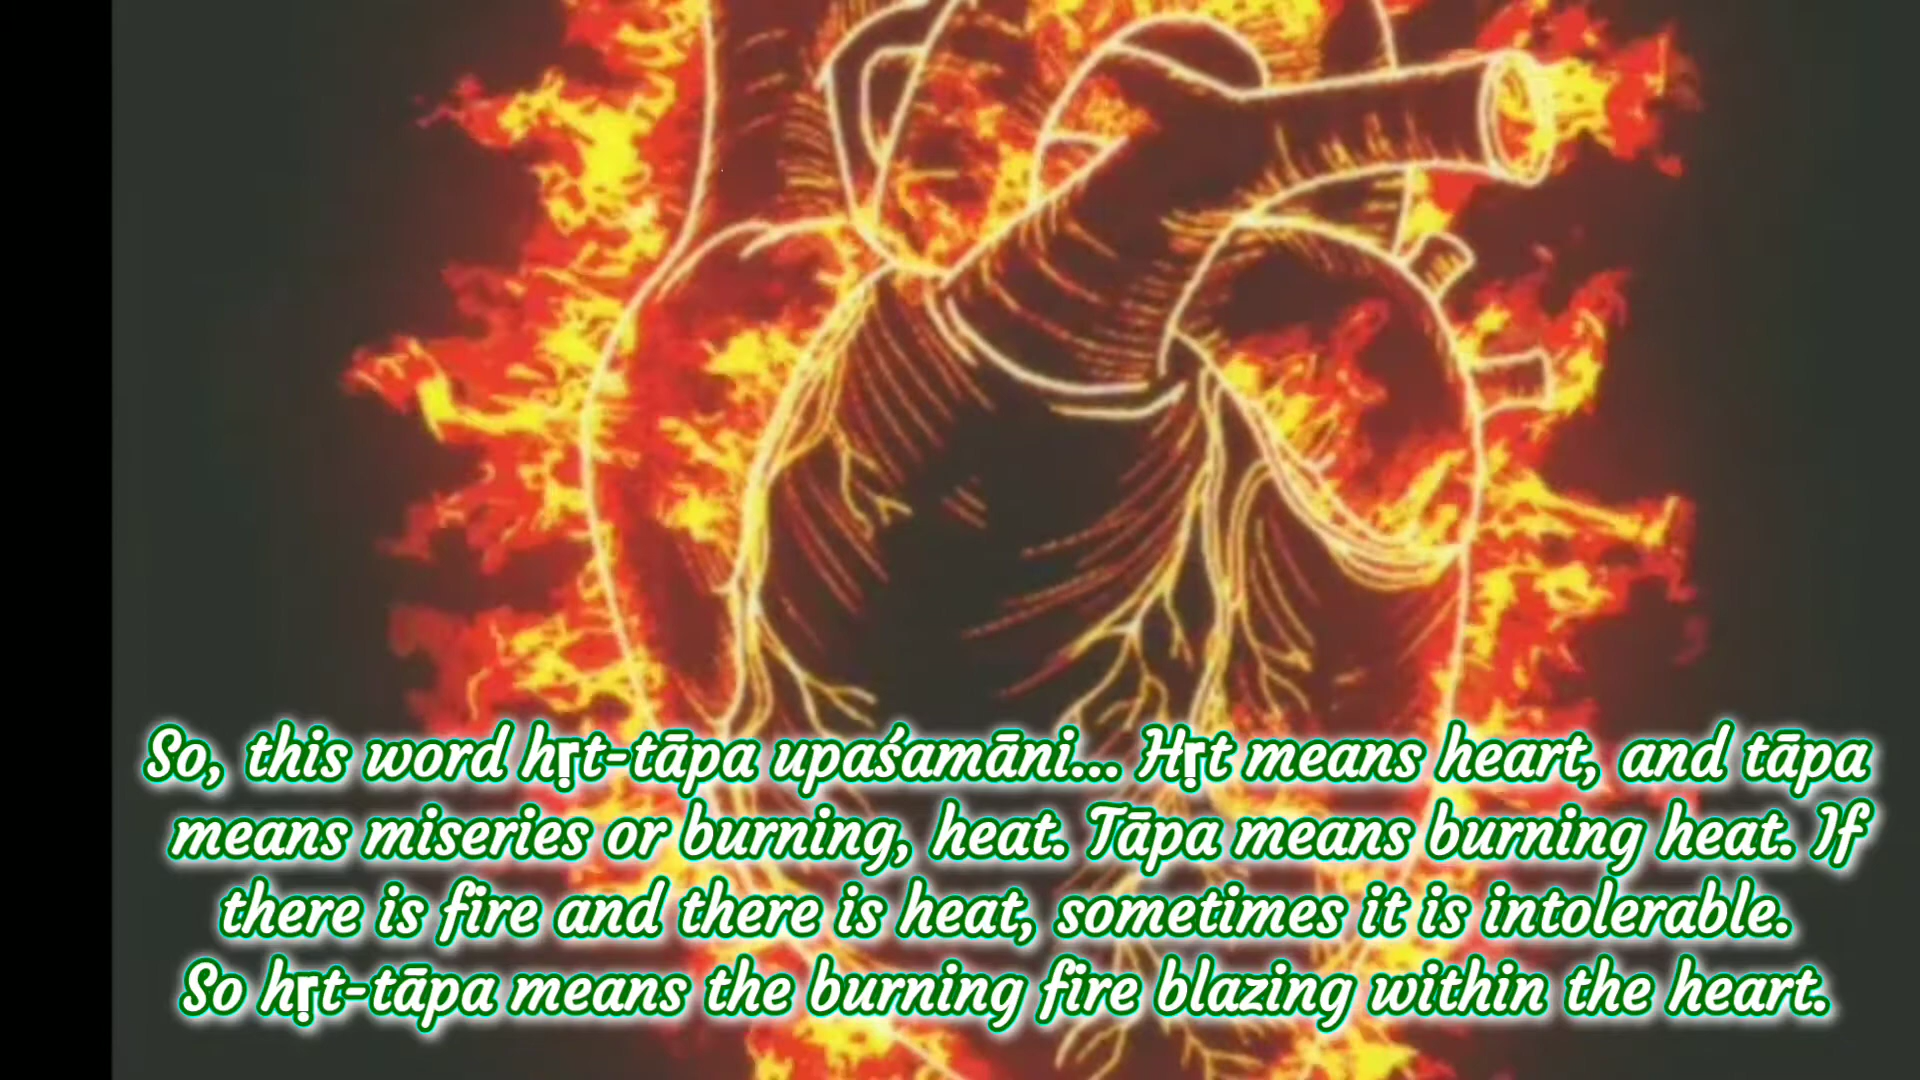 So, this word hṛt-tāpa upaśamāni... Hṛt means heart, and tāpa
means miseries or burning, heat. Tāpa means burning heat. If
there is fire and there is heat, sometimes it is intolerable.
So hṛt-tāpa means the burning fire blazing within the heart.